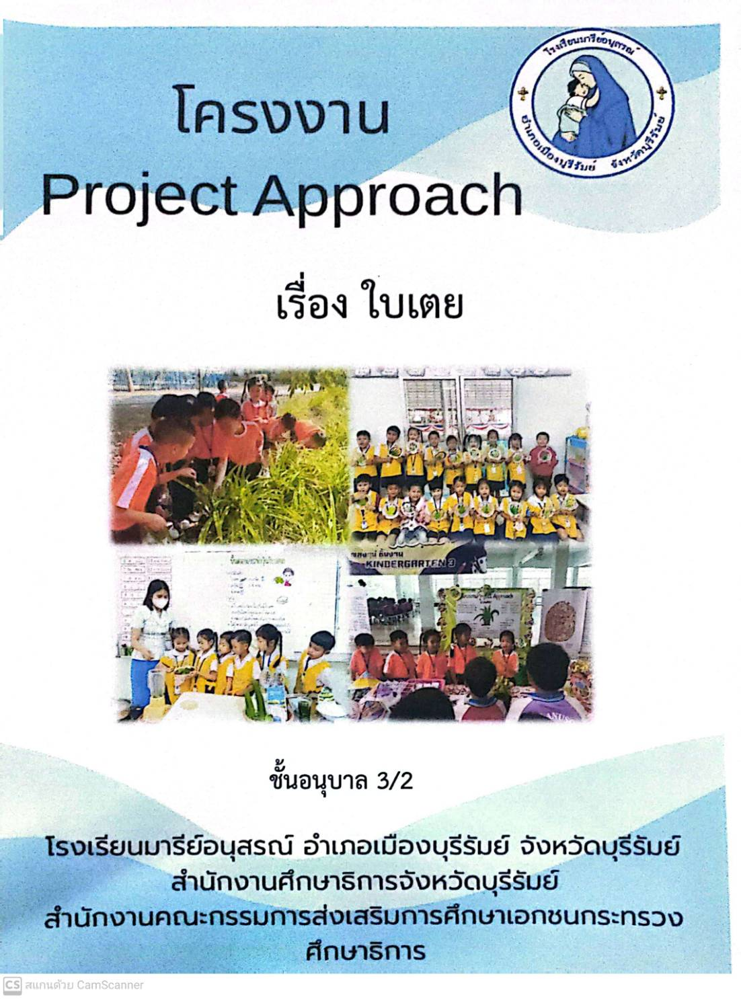 โรงเรียนมารีย์อนุสรณ์
อำเภอเมืองบุรีรัมย์ จังหวัดบุรีรัมย์
โครงงาน
Project Approach
เรื่อง ใบเตย
KINDERGARTEN 3
Approach
ชั้นอนุบาล 3/2
โรงเรียนมารีย์อนุสรณ์ อำเภอเมืองบุรีรัมย์ จังหวัดบุรีรัมย์
สำนักงานศึกษาธิการจังหวัดบุรีรัมย์
สำนักงานคณะกรรมการส่งเสริมการศึกษาเอกชนกระทรวง
ศึกษาธิการ
CS สแกนด้วย CamScanner